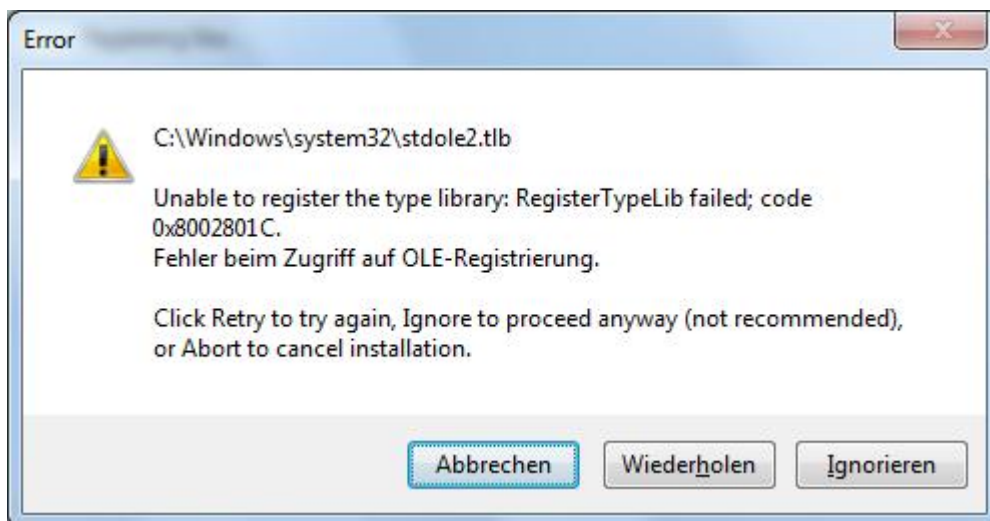 Error
C:\Windows\system32\stdole2.tlb
Unable to register the type library: RegisterTypeLib failed; code
0x8002801C.
Fehler beim Zugriff auf OLE-Registrierung.
Click Retry to try again, Ignore to proceed anyway (not recommended),
or Abort to cancel installation.
Abbrechen
Wiederholen
Ignorieren